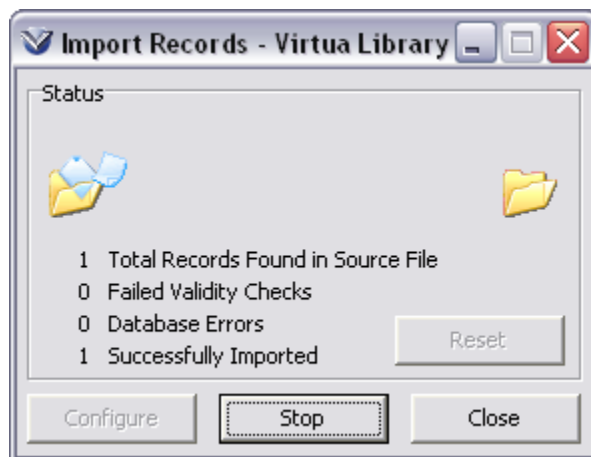 Import Records - Virtua Library
Status
1 Total Records Found in Source File
0 Failed Validity Checks
0 Database Errors
1 Successfully Imported
Reset
Configure Stop Close